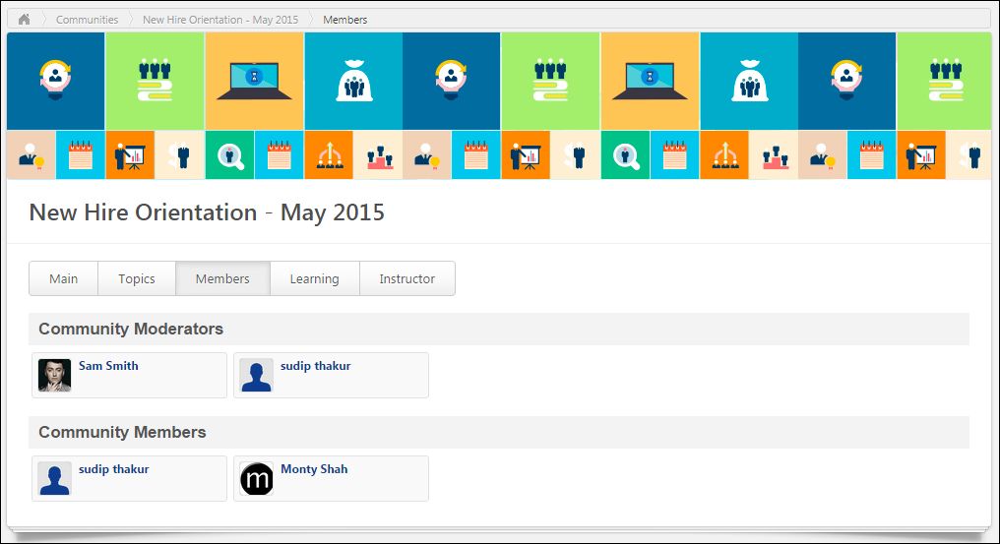 Communities New Hire Orientation - May 2015 Members
New Hire Orientation - May 2015
Main Topics Members Learning Instructor
Community Moderators
Sam Smith sudip thakur
Community Members
sudip thakur Monty Shah
m